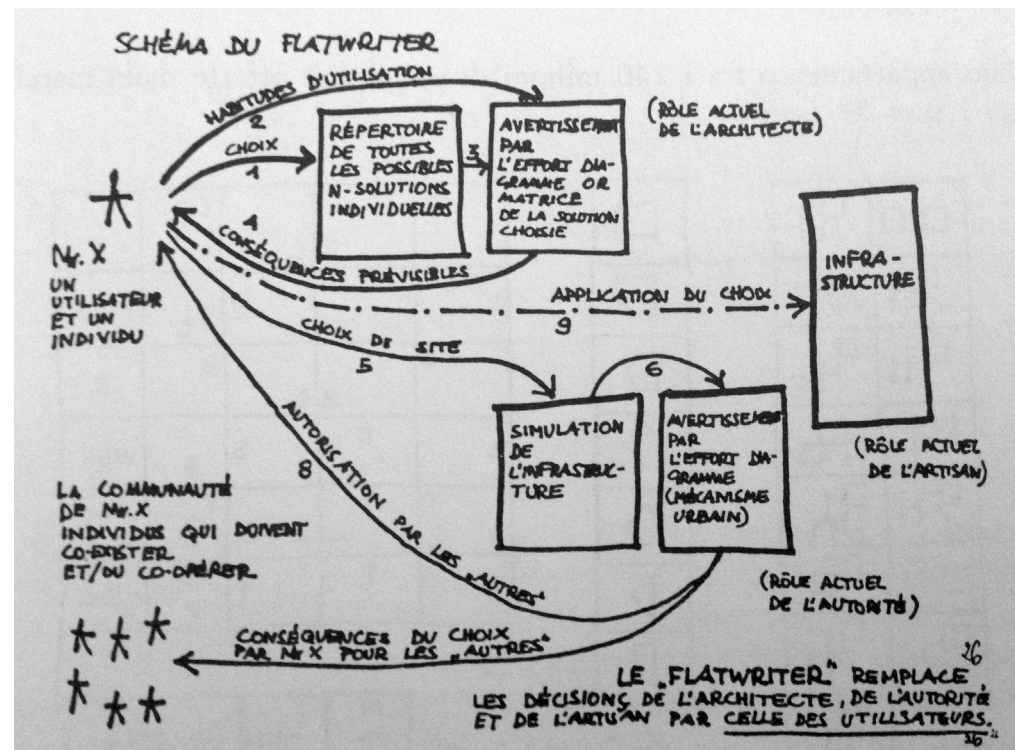 SCHÉMA DU FLATWRITER
HABITUDES D'UTILISATION
2
CHOIX
1
RÉPERTOIRE
DE TOUTES
LES POSSIBLES
N-SOLUTIONS
INDIVIDUELLES
3
AVERTISSEMENT
PAR
L'EFFORT DIA-
GRAMME OR
MATRICE
DE LA SOLUTION
CHOISIE
(RÔLE ACTUEL
DE L'ARCHITECTE)
Mr. X
UN
UTILISATEUR
ET UN
INDIVIDU
4
CONSÉQUENCES PRÉVISIBLES
APPLICATION DU CHOIX
9
INFRA-
STRUCTURE
(RÔLE ACTUEL
DE L'ARTISAN)
CHOIX DE SITE
5
6
SIMULATION
DE
L'INFRASTRUC-
TURE
AVERTISSEMENT
PAR
L'EFFORT DIA-
GRAMME
(MÉCANISME
URBAIN)
(RÔLE ACTUEL
DE L'AUTORITÉ)
AUTORISATION PAR LES „AUTRES"
8
LA COMMUNAUTÉ
DE Mr. X
INDIVIDUS QUI DOIVENT
CO-EXISTER
ET/OU CO-OPÉRER
CONSÉQUENCES DU CHOIX
PAR Mr X POUR LES „AUTRES"
26
LE „FLATWRITER" REMPLACE
LES DÉCISIONS DE L'ARCHITECTE, DE L'AUTORITÉ
ET DE L'ARTISAN PAR CELLE DES UTILISATEURS.